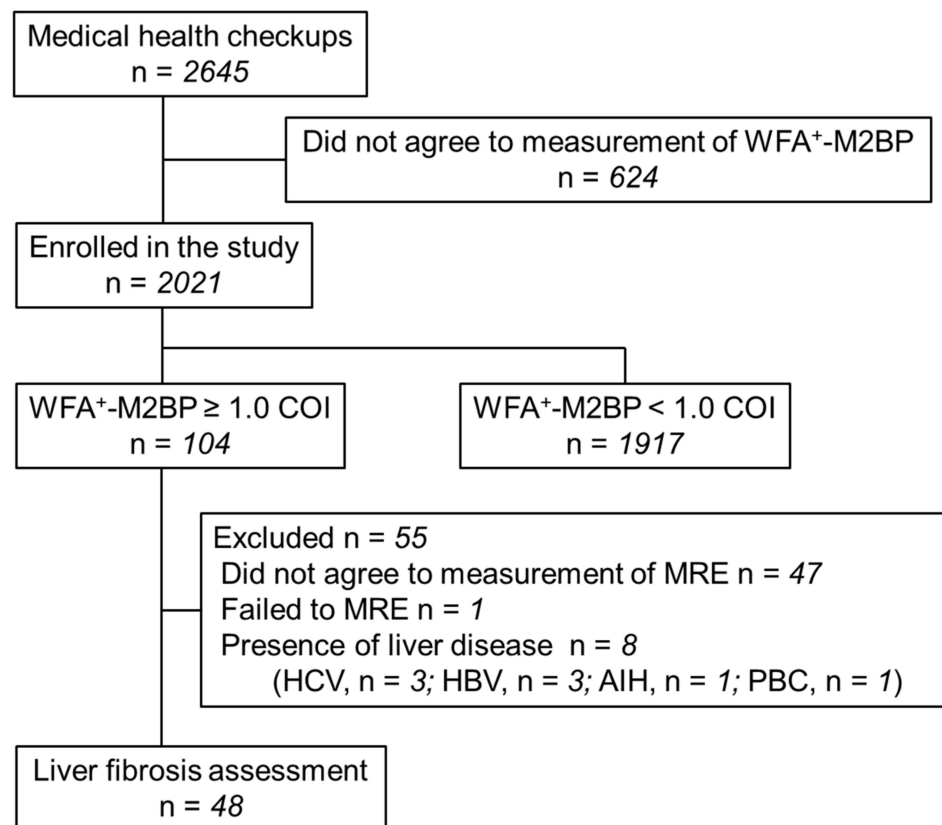 Medical health checkups
n = 2645
Did not agree to measurement of WFA⁺-M2BP
n = 624
Enrolled in the study
n = 2021
WFA⁺-M2BP ≥ 1.0 COI
n = 104
WFA⁺-M2BP < 1.0 COI
n = 1917
Excluded n = 55
Did not agree to measurement of MRE n = 47
Failed to MRE n = 1
Presence of liver disease n = 8
(HCV, n = 3; HBV, n = 3; AIH, n = 1; PBC, n = 1)
Liver fibrosis assessment
n = 48